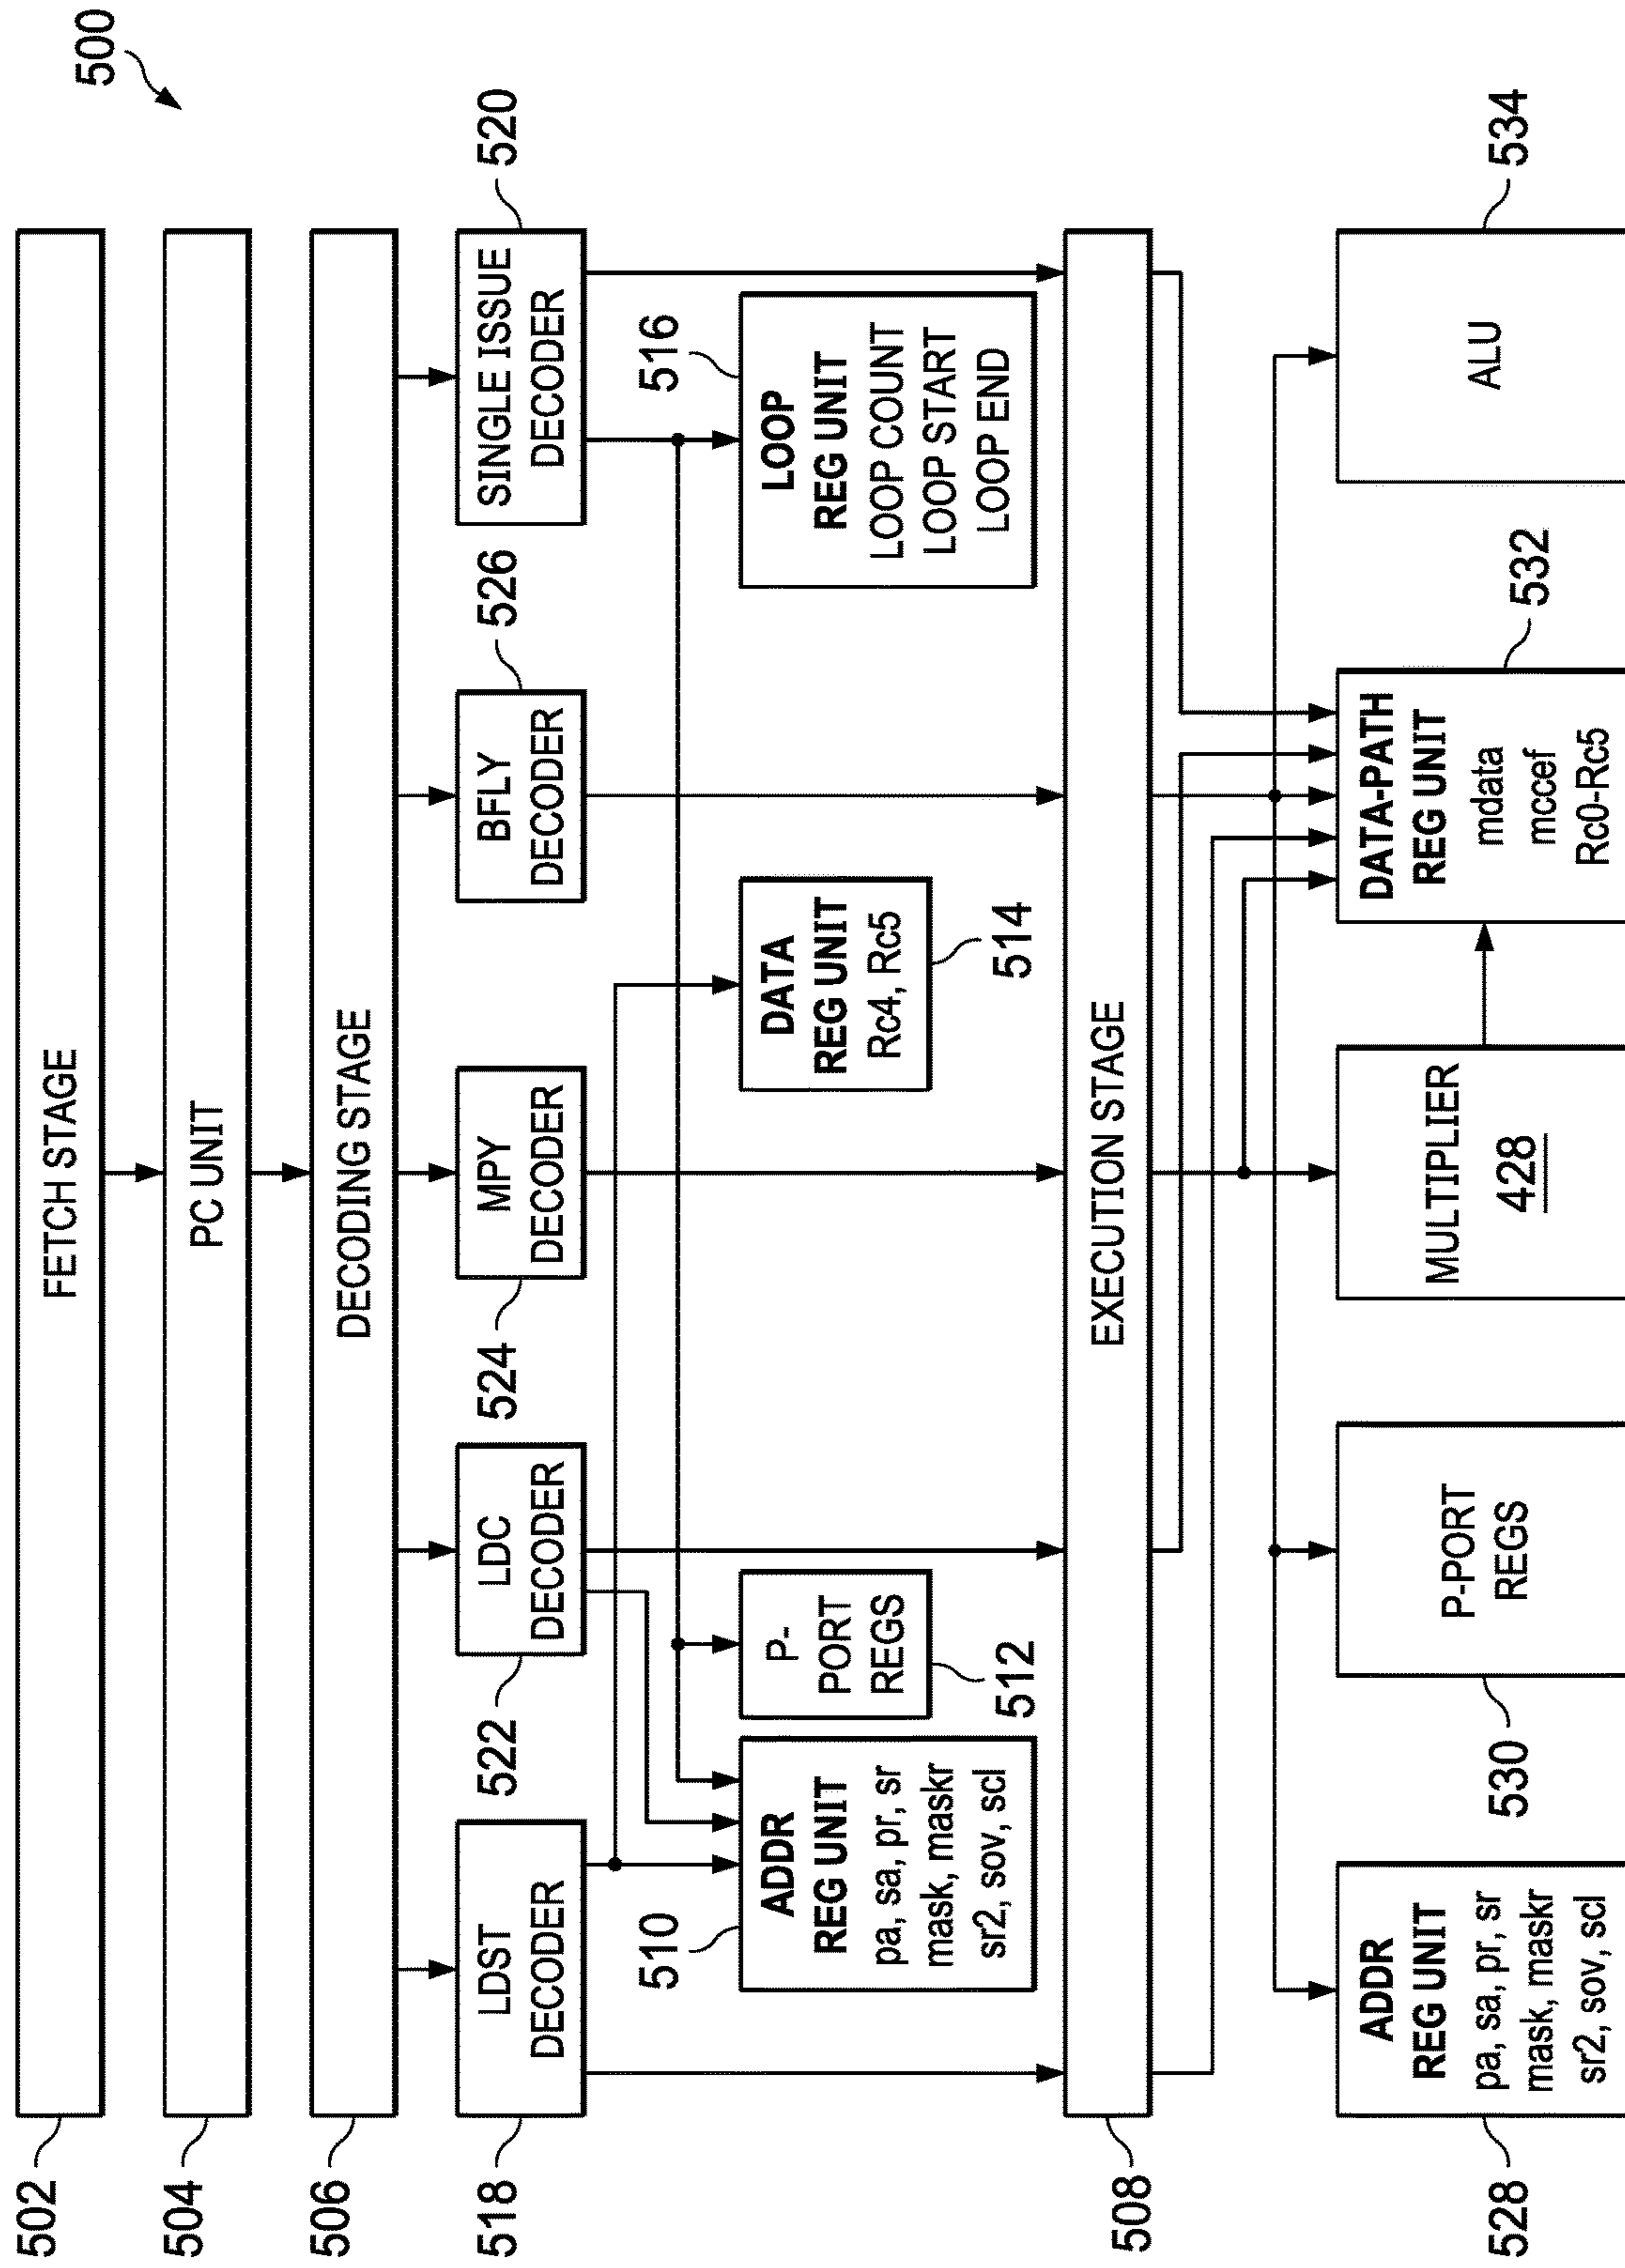 500
502
FETCH STAGE
504
PC UNIT
506
DECODING STAGE
518
LDST
DECODER
522
LDC
DECODER
524
MPY
DECODER
526
BFLY
DECODER
520
SINGLE ISSUE
DECODER
510
ADDR
REG UNIT
pa, sa, pr, sr
mask, maskr
sr2, sov, scl
P-
PORT
REGS
512
DATA
REG UNIT
Rc4, Rc5
514
516
LOOP
REG UNIT
LOOP COUNT
LOOP START
LOOP END
508
EXECUTION STAGE
528
ADDR
REG UNIT
pa, sa, pr, sr
mask, maskr
sr2, sov, scl
530
P-PORT
REGS
MULTIPLIER
428
532
DATA-PATH
REG UNIT
mdata
mccef
Rc0-Rc5
534
ALU